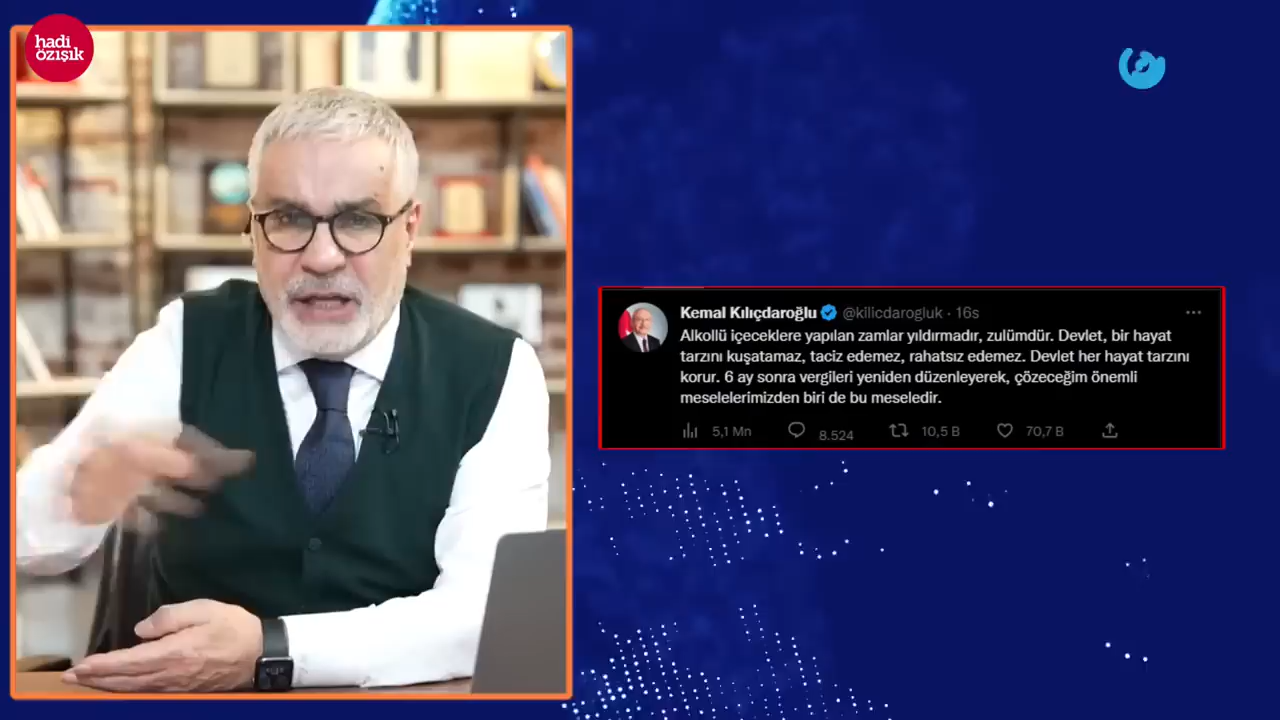 hadi
özışık
Kemal Kılıçdaroğlu @kilicdarogluk · 16s
Alkollü içeceklere yapılan zamlar yıldırmadır, zulümdür. Devlet, bir hayat
tarzını kuşatamaz, taciz edemez, rahatsız edemez. Devlet her hayat tarzını
korur. 6 ay sonra vergileri yeniden düzenleyerek, çözeceğim önemli
meselelerimizden biri de bu meseledir.
5,1 Mn 8.524 10,5 B 70,7 B